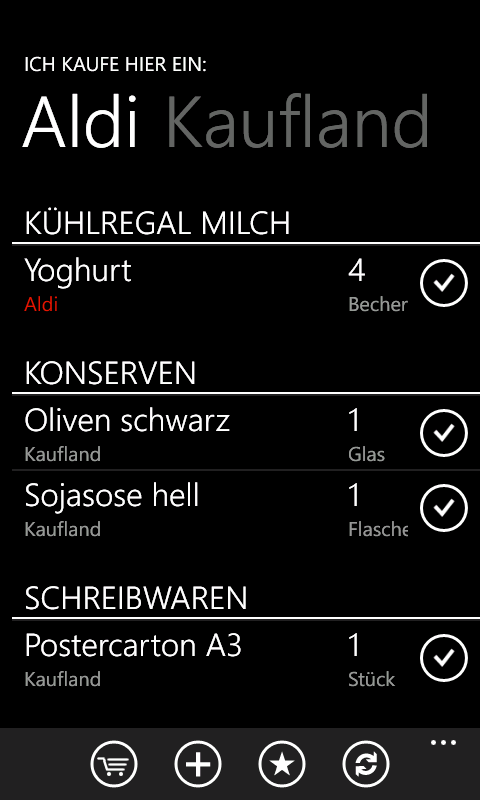 ICH KAUFE HIER EIN:
Aldi Kaufland
KÜHLREGAL MILCH
Yoghurt 4
Aldi Becher
KONSERVEN
Oliven schwarz 1
Kaufland Glas
Sojasose hell 1
Kaufland Flasche
SCHREIBWAREN
Postercarton A3 1
Kaufland Stück